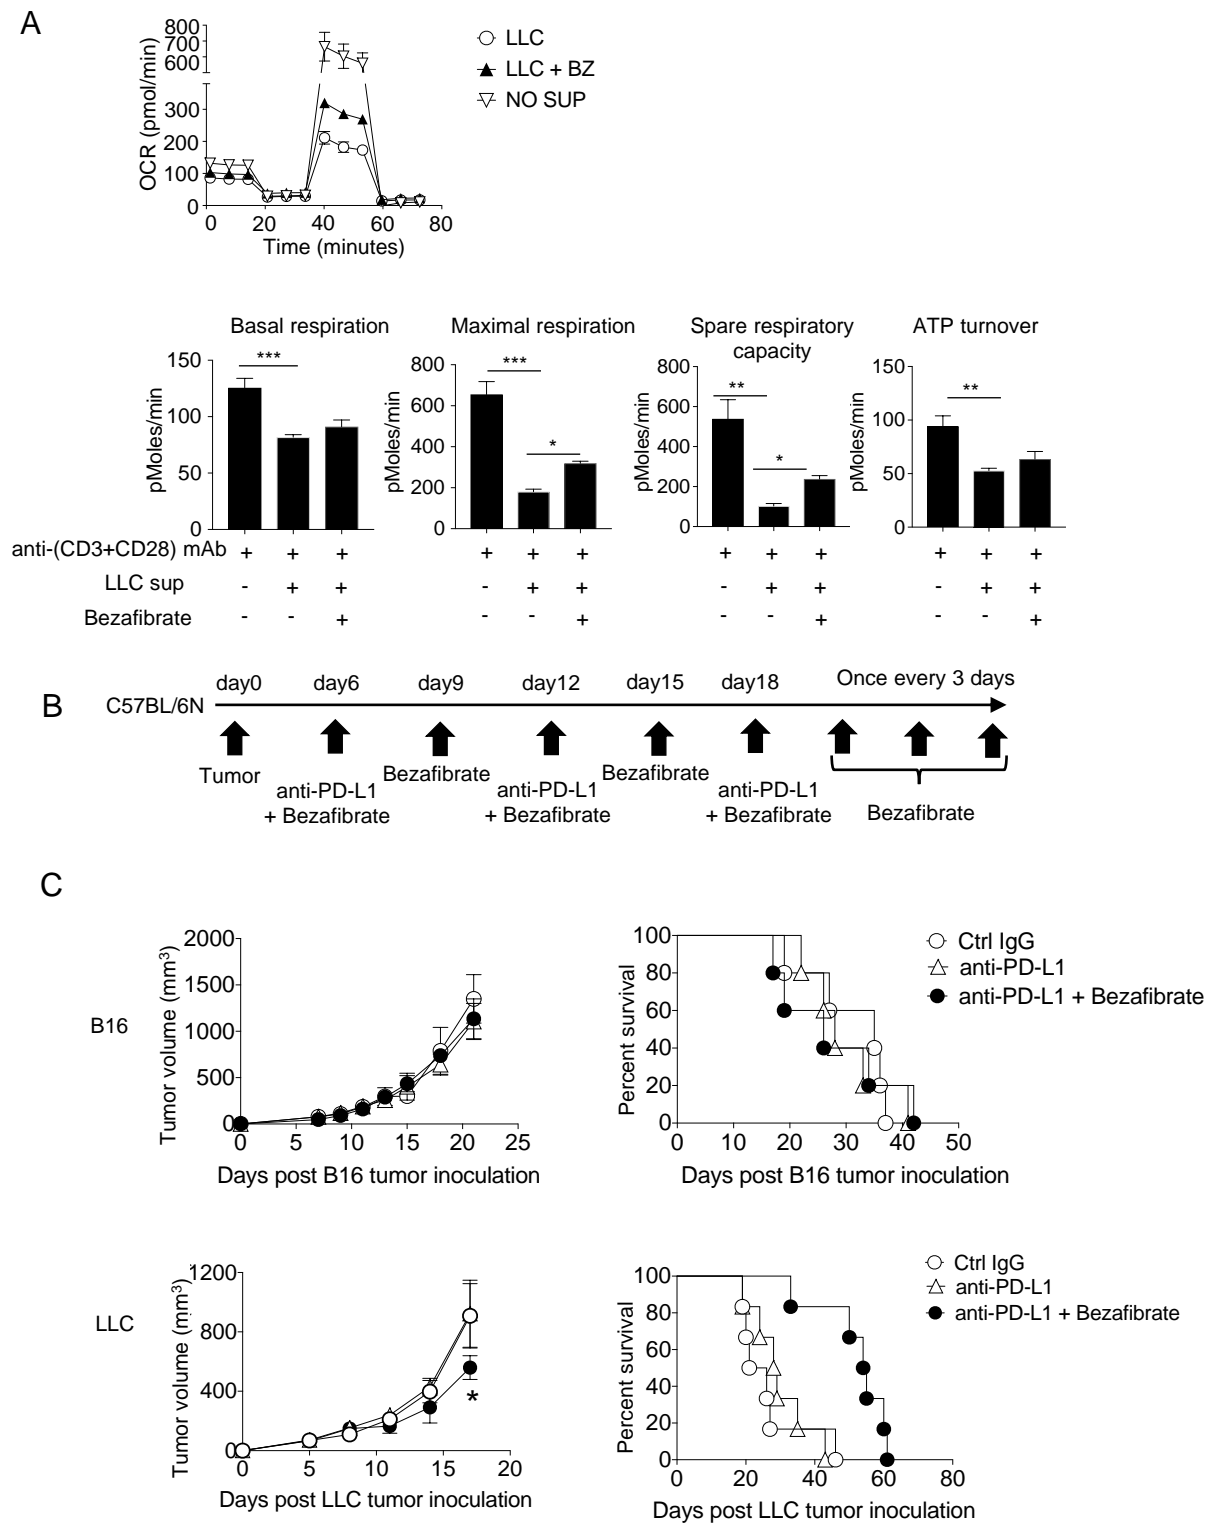 A
800
700
600
300
200
100
0
OCR (pmol/min)
0 20 40 60 80
Time (minutes)
LLC
LLC + BZ
NO SUP
Basal respiration
150
100
50
0
pMoles/min
***
Maximal respiration
800
600
400
200
0
pMoles/min
***
*
Spare respiratory
capacity
800
600
400
200
0
pMoles/min
**
*
ATP turnover
150
100
50
0
pMoles/min
**
anti-(CD3+CD28) mAb + + + + + + + + + + + +
LLC sup - + + - + + - + + - + +
Bezafibrate - - + - - + - - + - - +
B
C57BL/6N
day0 day6 day9 day12 day15 day18 Once every 3 days
Tumor
anti-PD-L1
+ Bezafibrate
Bezafibrate
anti-PD-L1
+ Bezafibrate
Bezafibrate
anti-PD-L1
+ Bezafibrate
Bezafibrate
C
B16
2000
1500
1000
500
0
Tumor volume (mm³)
0 5 10 15 20 25
Days post B16 tumor inoculation
100
80
60
40
20
0
Percent survival
0 10 20 30 40 50
Days post B16 tumor inoculation
Ctrl IgG
anti-PD-L1
anti-PD-L1 + Bezafibrate
LLC
1200
800
400
0
Tumor volume (mm³)
*
0 5 10 15 20
Days post LLC tumor inoculation
100
80
60
40
20
0
Percent survival
0 20 40 60 80
Days post LLC tumor inoculation
Ctrl IgG
anti-PD-L1
anti-PD-L1 + Bezafibrate